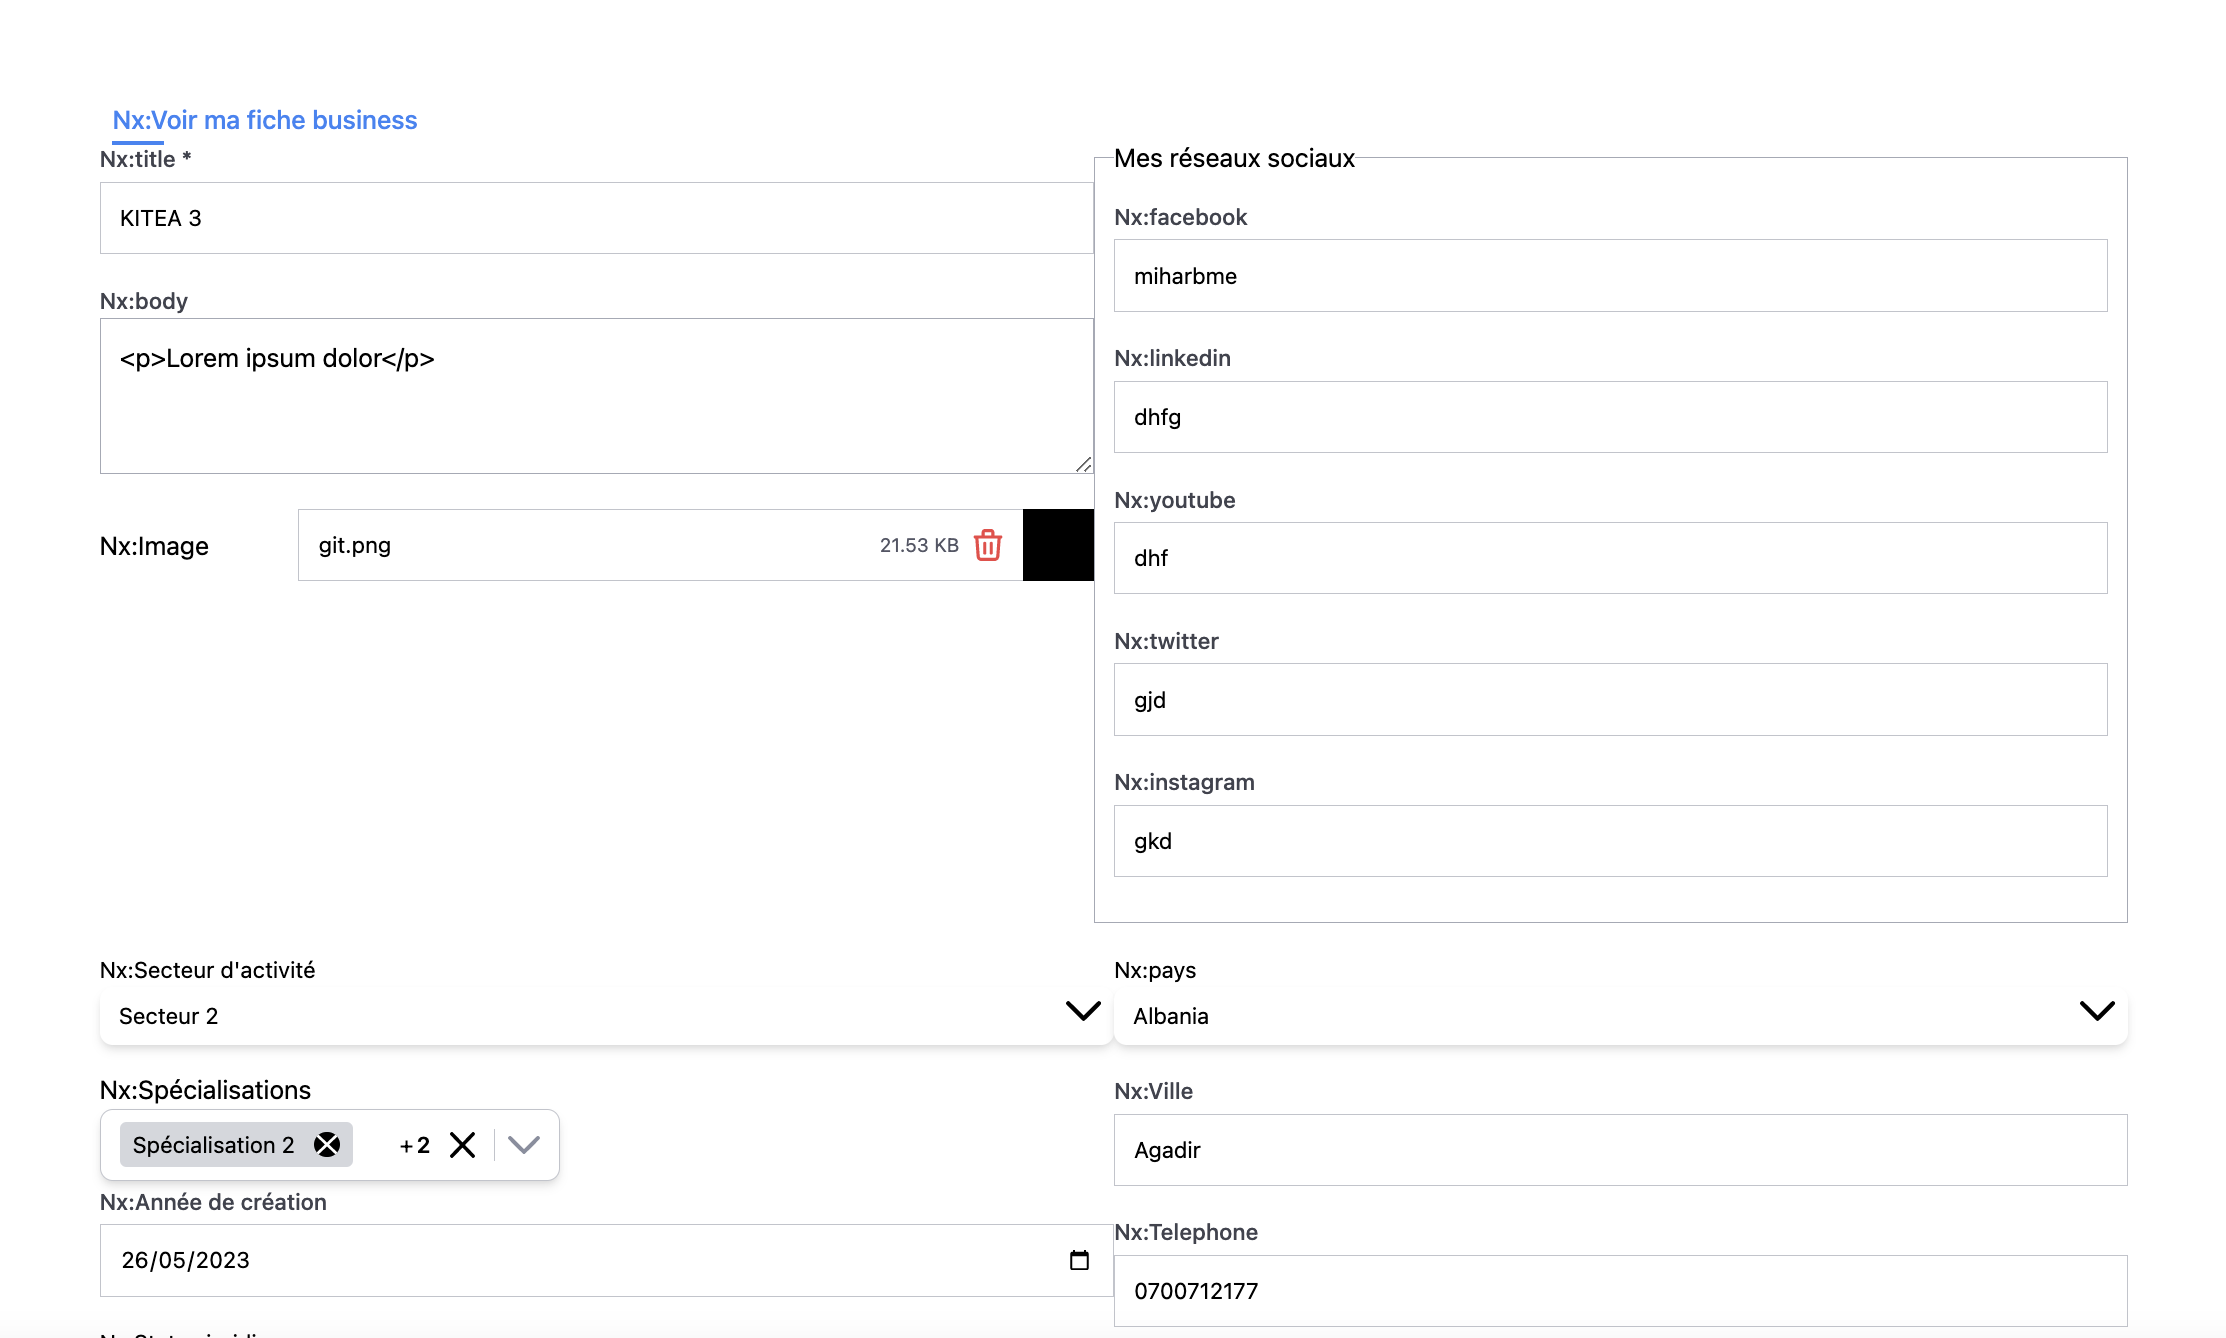 Nx:Voir ma fiche business
Nx:title *
KITEA 3
Nx:body
<p>Lorem ipsum dolor</p>
Nx:Image
git.png
21.53 KB
Mes réseaux sociaux
Nx:facebook
miharbme
Nx:linkedin
dhfg
Nx:youtube
dhf
Nx:twitter
gjd
Nx:instagram
gkd
Nx:Secteur d'activité
Secteur 2
Nx:pays
Albania
Nx:Spécialisations
Spécialisation 2
+2
Nx:Ville
Agadir
Nx:Année de création
26/05/2023
Nx:Telephone
0700712177